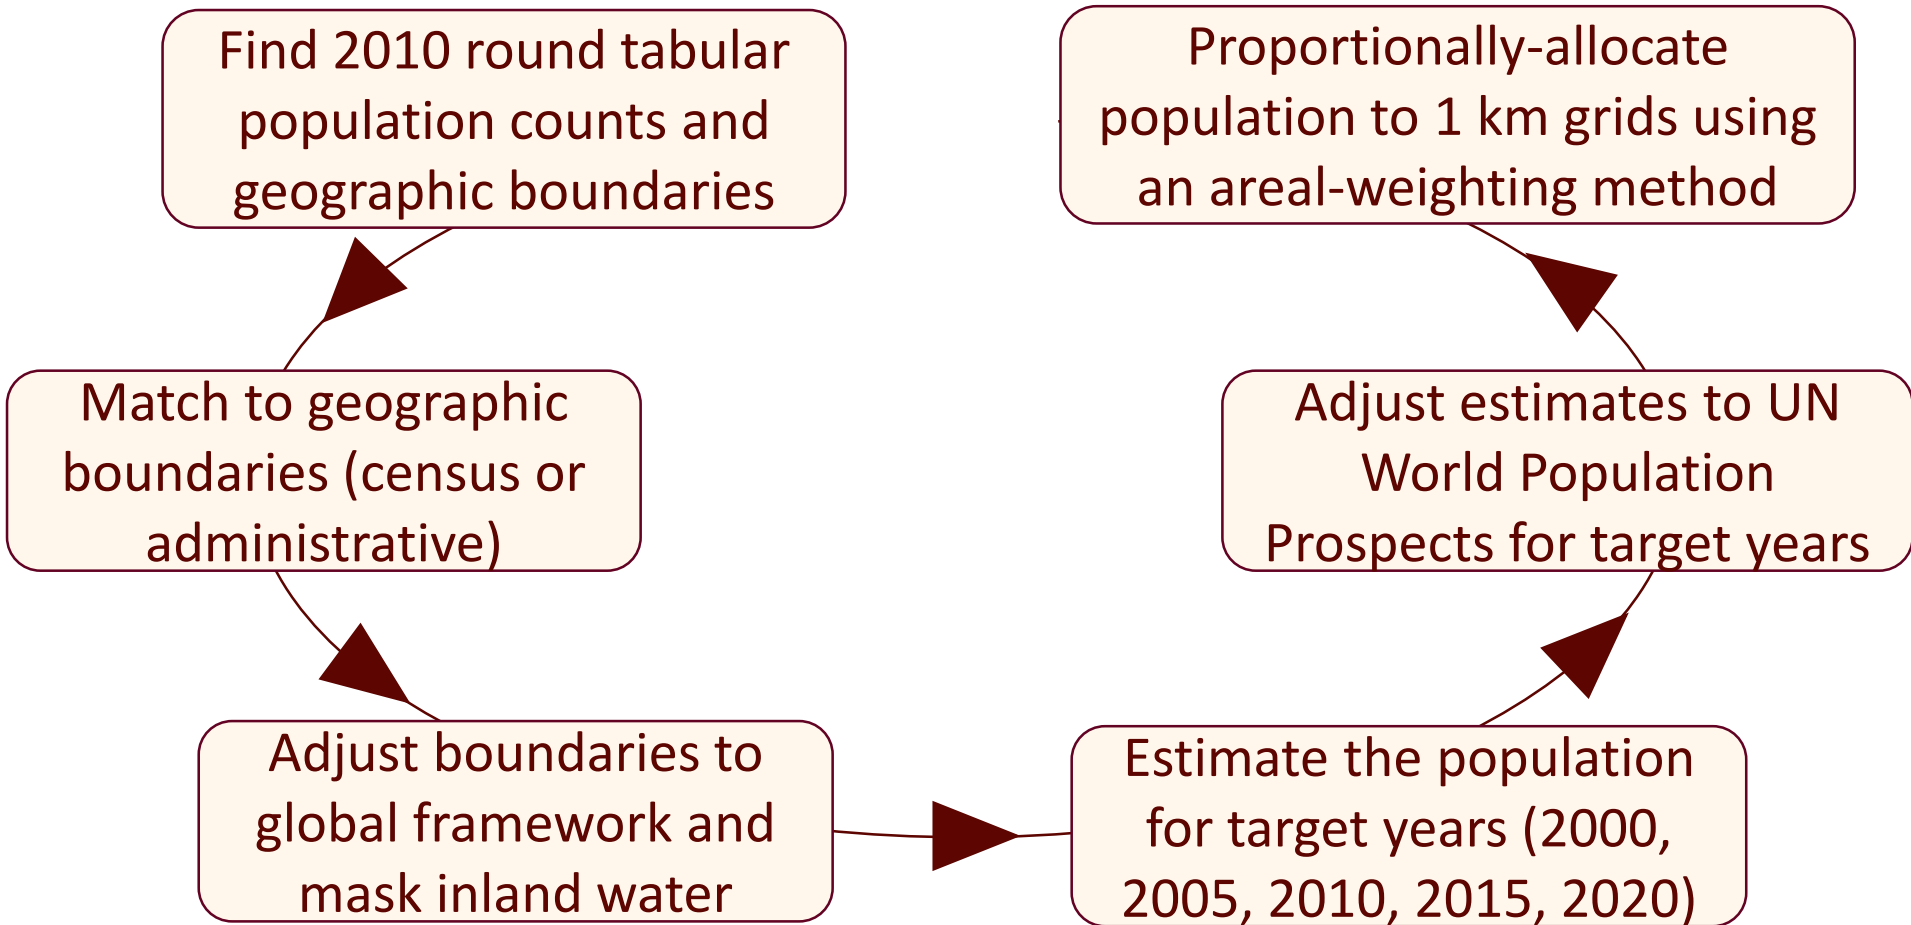 Find 2010 round tabular
population counts and
geographic boundaries
Match to geographic
boundaries (census or
administrative)
Adjust boundaries to
global framework and
mask inland water
Estimate the population
for target years (2000,
2005, 2010, 2015, 2020)
Adjust estimates to UN
World Population
Prospects for target years
Proportionally-allocate
population to 1 km grids using
an areal-weighting method